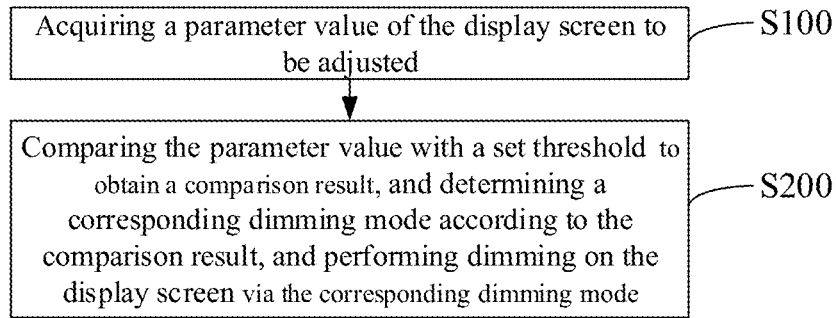 Acquiring a parameter value of the display screen to
be adjusted
S100
Comparing the parameter value with a set threshold to
obtain a comparison result, and determining a
corresponding dimming mode according to the
comparison result, and performing dimming on the
display screen via the corresponding dimming mode
S200